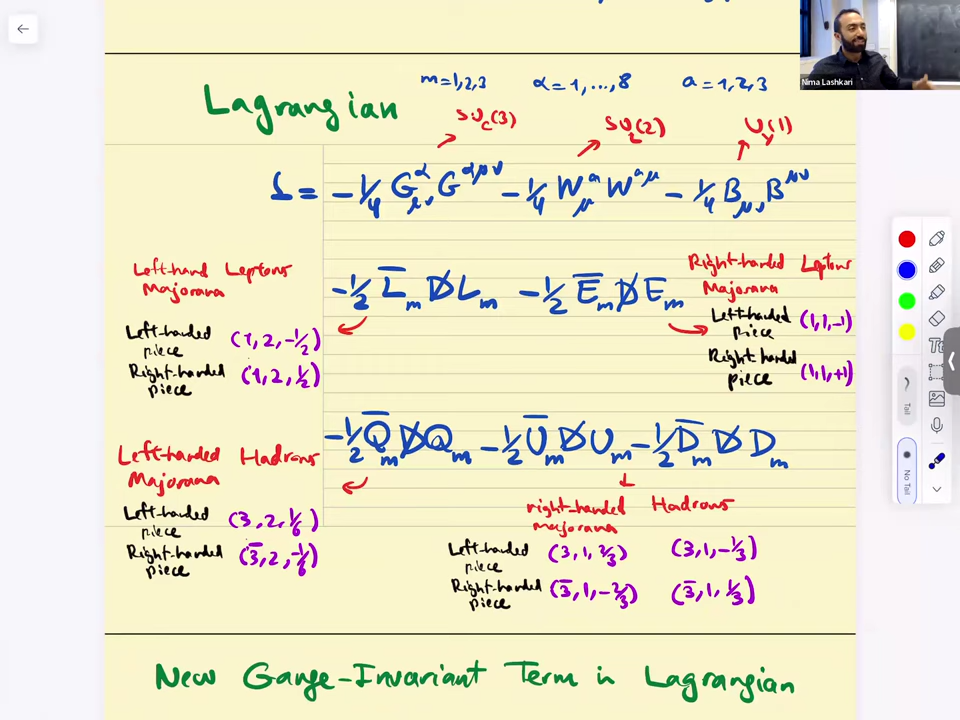 Nima Lashkari
m=1,2,3 α=1,...,8 a=1,2,3
Lagrangian
SU_C(3) SU_L(2) U_Y(1)
L = -1/4 G^α_μν G^αμν - 1/4 W^a_μ W^aμ - 1/4 B_μν B^μν
Left-hand Leptons
Majorana
-1/2 L̄_m D̸ L_m - 1/2 Ē_m D̸ E_m
Right-handed Leptons
Majorana
Left-handed
piece (1,2,-1/2)
Right-handed
piece (1,2,1/2)
Left-handed
piece (1,1,-1)
Right handed
piece (1,1,+1)
-1/2 Q̄_m D̸ Q_m - 1/2 Ū_m D̸ U_m - 1/2 D̄_m D̸ D_m
Left-handed Hadrons
Majorana
Left-handed
piece (3,2,1/6)
Right-handed
piece (3̄,2,-1/6)
right-handed Hadrons
majorana
Left-handed
piece (3,1,2/3) (3,1,-1/3)
Right-handed
piece (3̄,1,-2/3) (3̄,1,1/3)
New Gauge-Invariant Term in Lagrangian
Tail
No Tail